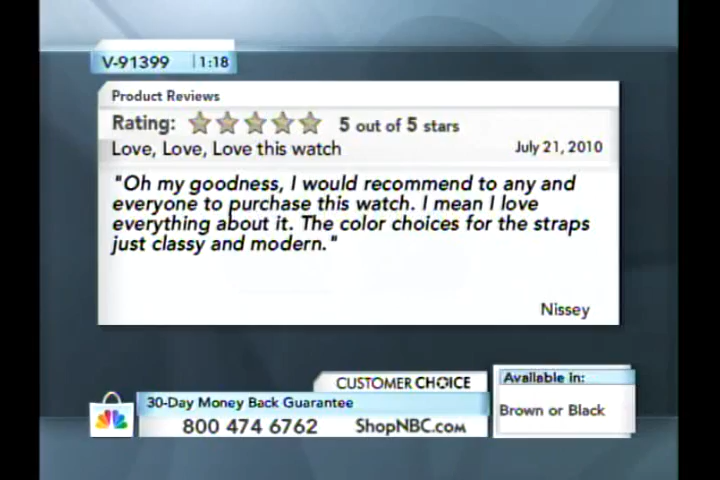 V-91399 1:18
Product Reviews
Rating: 5 out of 5 stars
Love, Love, Love this watch July 21, 2010
"Oh my goodness, I would recommend to any and
everyone to purchase this watch. I mean I love
everything about it. The color choices for the straps
just classy and modern."
Nissey
CUSTOMER CHOICE
30-Day Money Back Guarantee
800 474 6762 ShopNBC.com
Available in:
Brown or Black